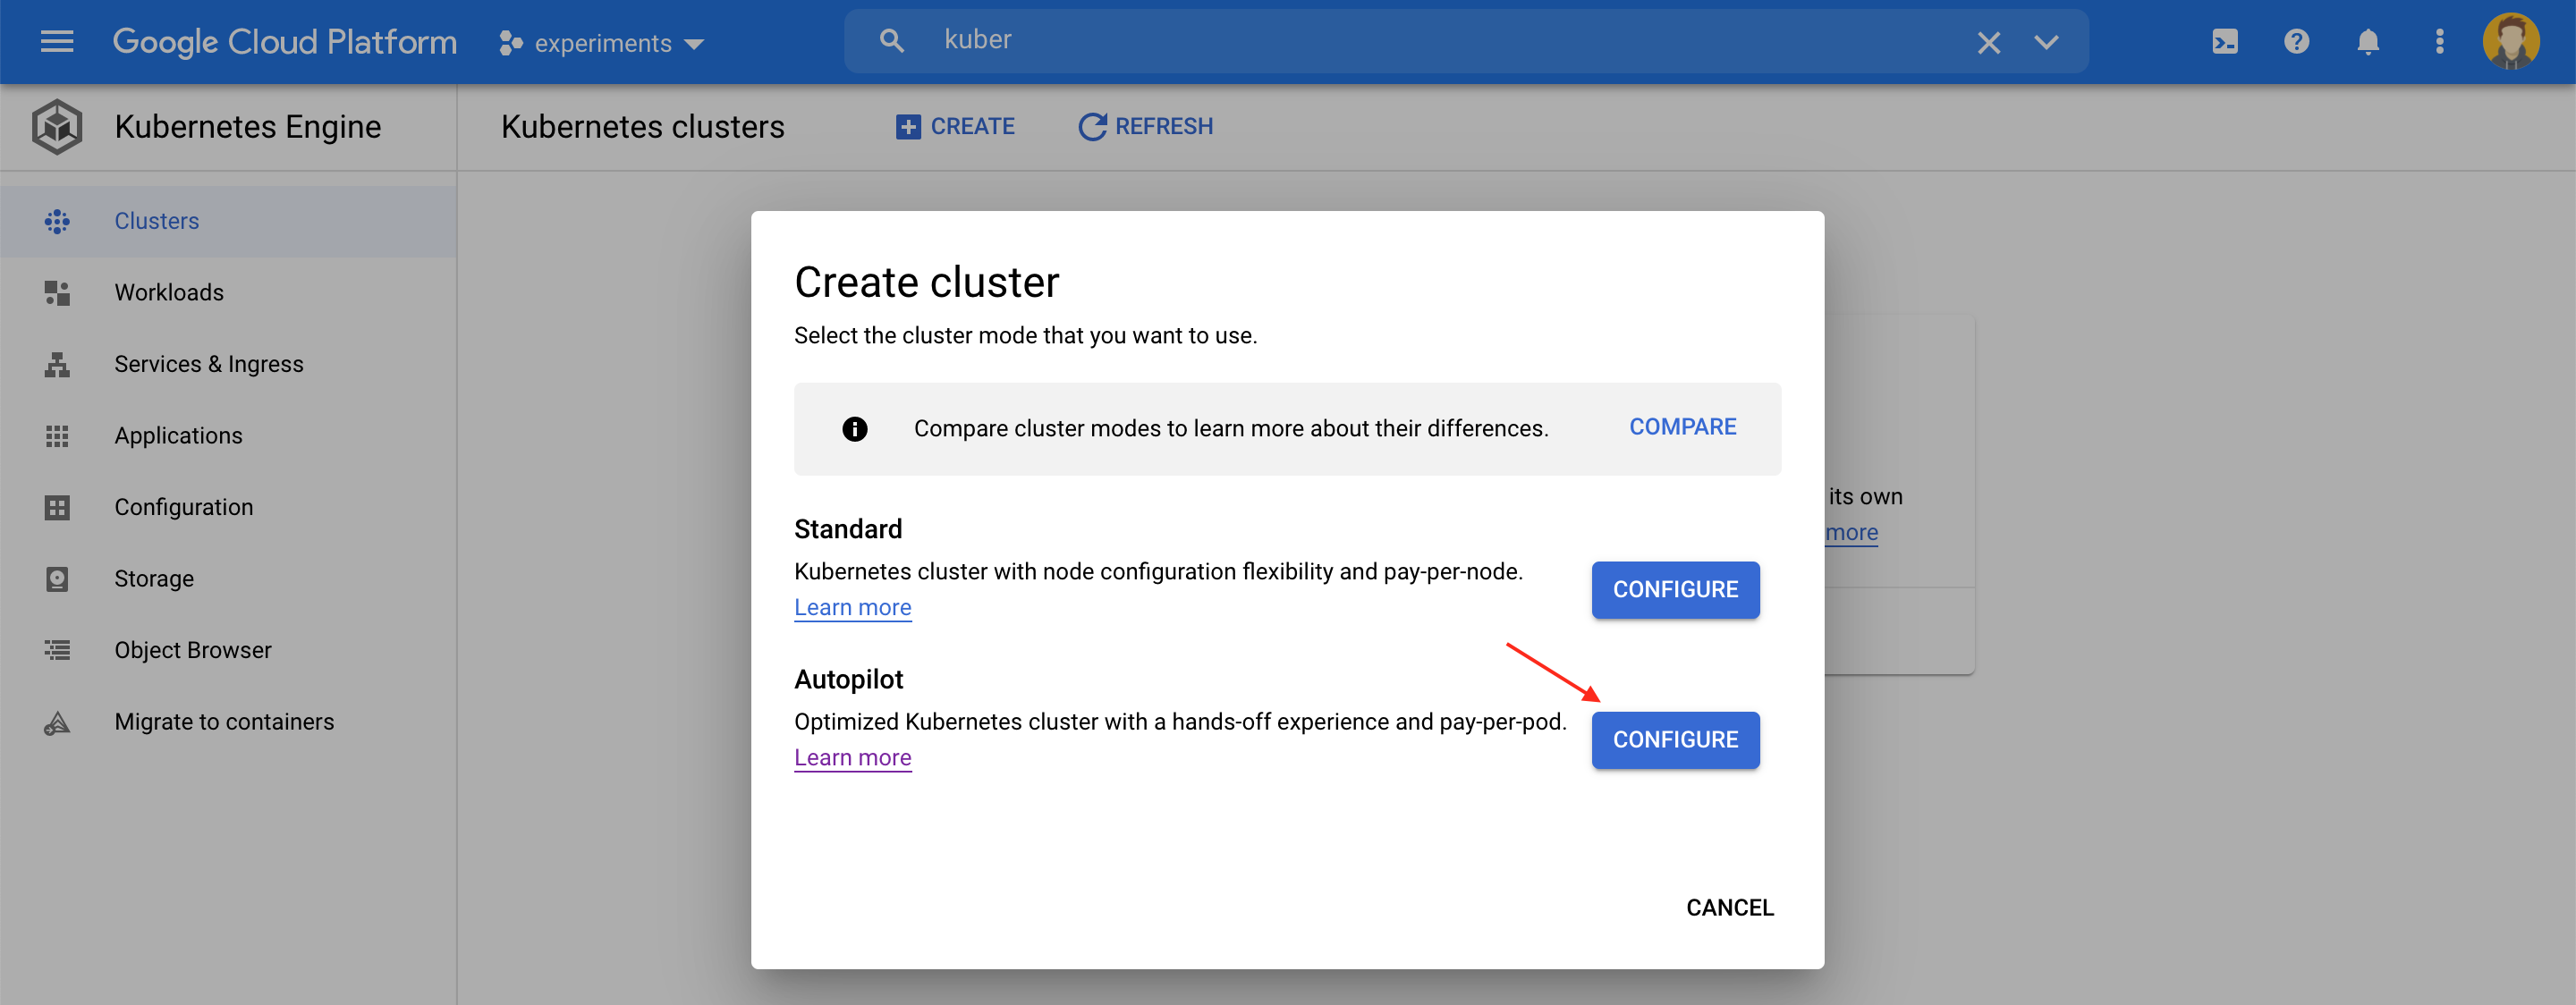 Google Cloud Platform experiments kuber
Kubernetes Engine
Kubernetes clusters CREATE REFRESH
Clusters
Workloads
Services & Ingress
Applications
Configuration
Storage
Object Browser
Migrate to containers
Create cluster
Select the cluster mode that you want to use.
Compare cluster modes to learn more about their differences. COMPARE
Standard
Kubernetes cluster with node configuration flexibility and pay-per-node.
Learn more
CONFIGURE
Autopilot
Optimized Kubernetes cluster with a hands-off experience and pay-per-pod.
Learn more
CONFIGURE
CANCEL
its own
more